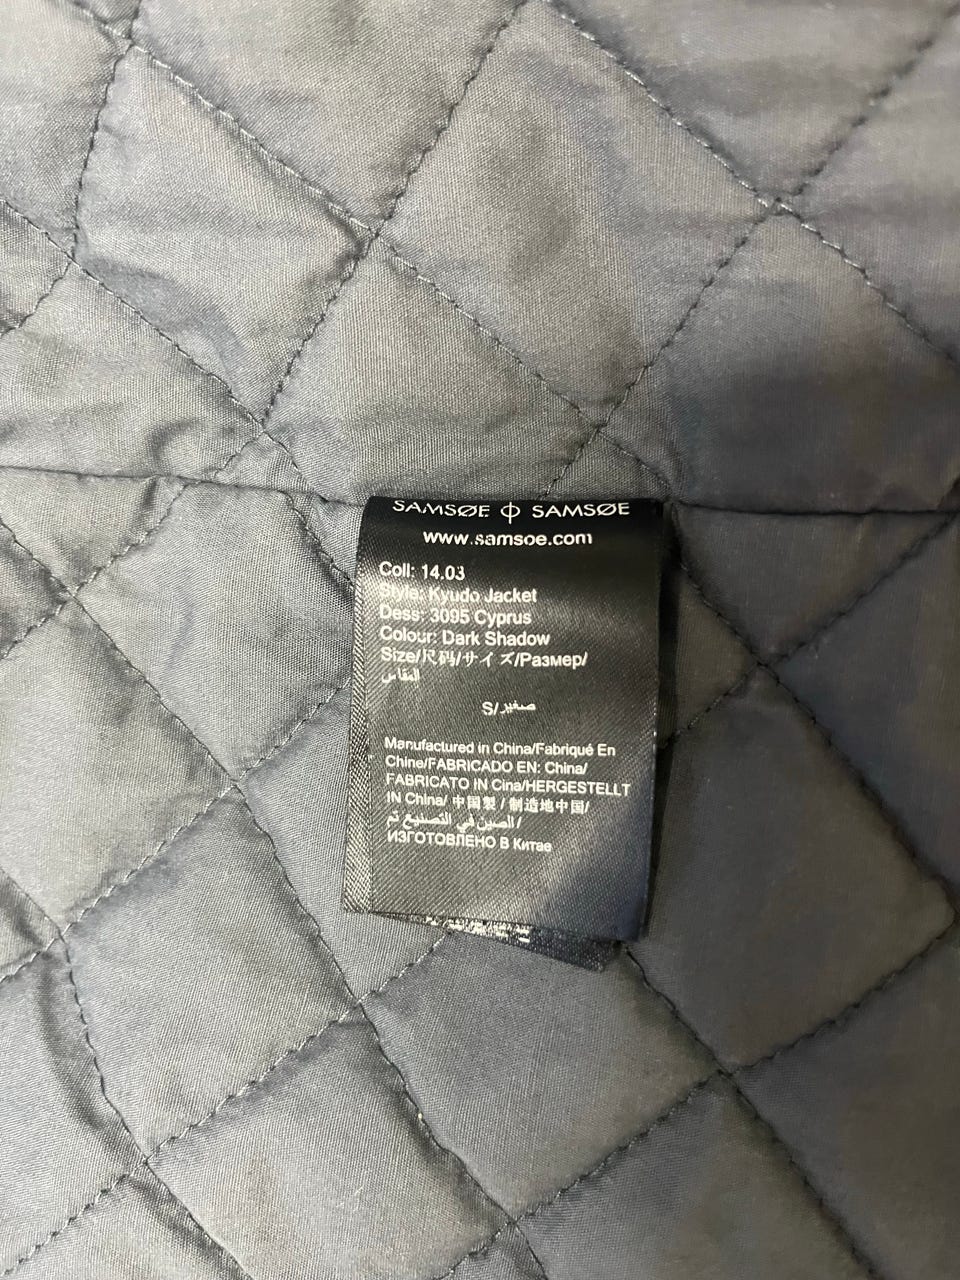 SAMSØE ϕ SAMSØE
www.samsoe.com
Coll: 14.03
Style: Kyudo Jacket
Dess: 3095 Cyprus
Colour: Dark Shadow
Size/尺码/サイズ/Размер/
المقاس
S/صغير
Manufactured in China/Fabriqué En
Chine/FABRICADO EN: China/
FABRICATO IN Cina/HERGESTELLT
IN China/ 中国製 / 制造地中国/
الصين في التصنيع تم/
ИЗГОТОВЛЕНО В Китае